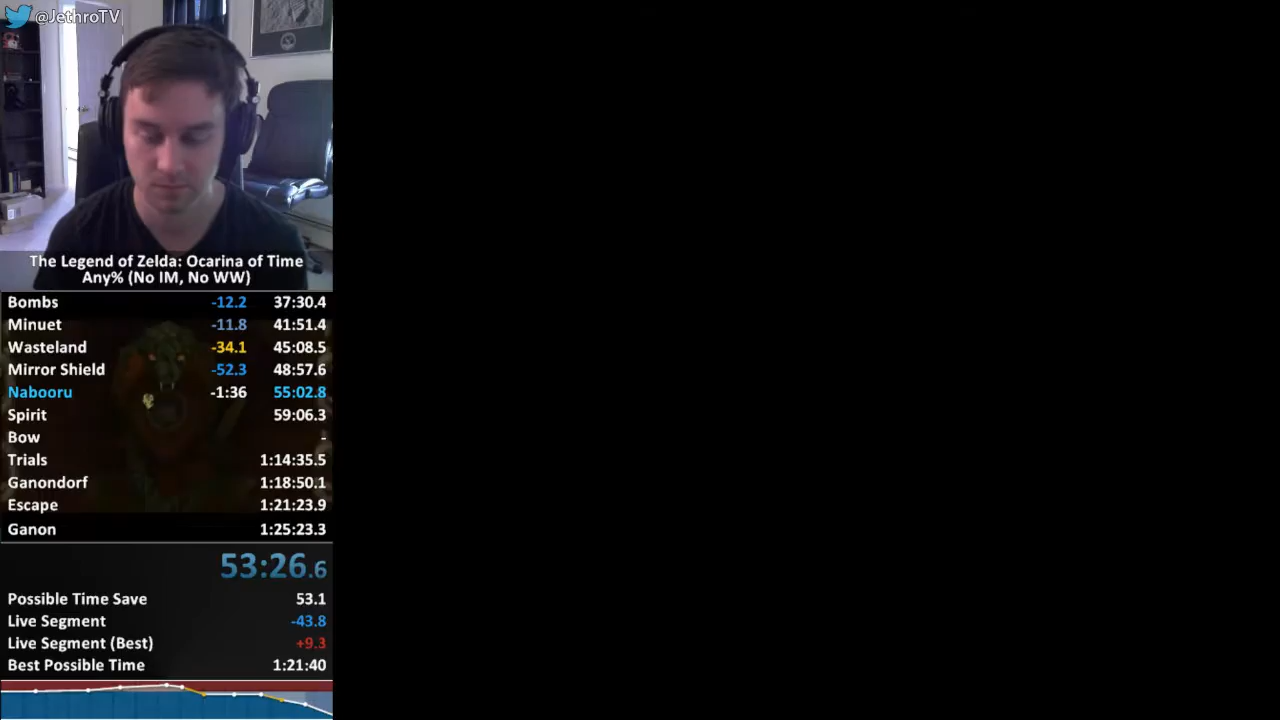 @JethroTV
The Legend of Zelda: Ocarina of Time
Any% (No IM, No WW)
Bombs -12.2 37:30.4
Minuet -11.8 41:51.4
Wasteland -34.1 45:08.5
Mirror Shield -52.3 48:57.6
Nabooru -1:36 55:02.8
Spirit 59:06.3
Bow -
Trials 1:14:35.5
Ganondorf 1:18:50.1
Escape 1:21:23.9
Ganon 1:25:23.3
53:26.6
Possible Time Save 53.1
Live Segment -43.8
Live Segment (Best) +9.3
Best Possible Time 1:21:40